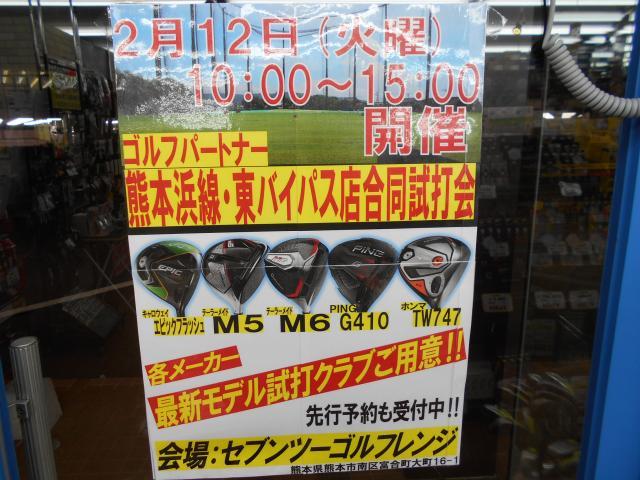 2月12日(火曜)
10:00～15:00
開催
ゴルフパートナー
熊本浜線・東バイパス店合同試打会
EPIC
PING
キャロウェイ
エピックフラッシュ
テーラーメイド
M5
テーラーメイド
M6
PING
G410
ホンマ
TW747
各メーカー
最新モデル試打クラブご用意!!
先行予約も受付中!!
会場:セブンツーゴルフレンジ
熊本県熊本市南区富合町大町16-1